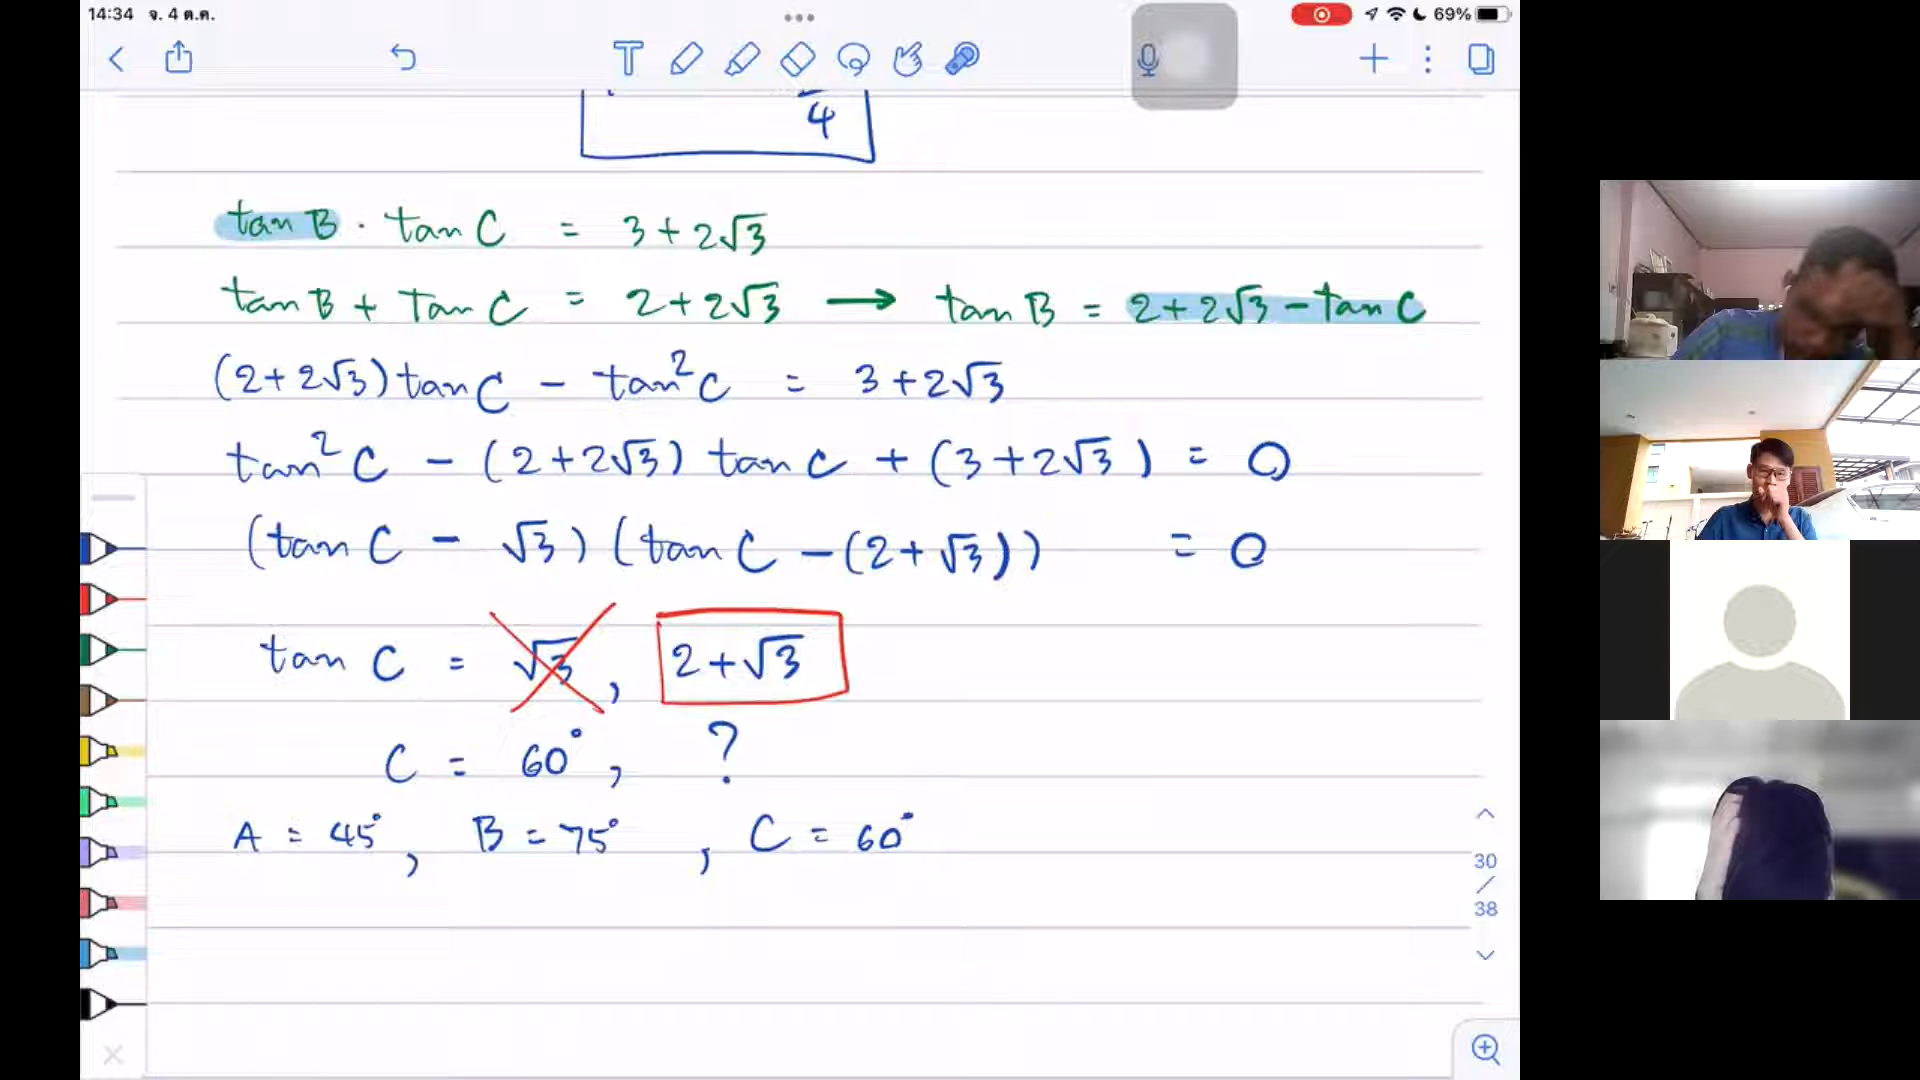 14:34 จ. 4 ต.ค.
69%
4
tan B · tan C = 3 + 2√3
tan B + tan C = 2 + 2√3 → tan B = 2 + 2√3 − tan C
(2 + 2√3) tan C − tan² C = 3 + 2√3
tan² C − (2 + 2√3) tan C + (3 + 2√3) = 0
(tan C − √3) (tan C − (2 + √3)) = 0
tan C = √3 , 2 + √3
C = 60° , ?
A = 45° , B = 75° , C = 60°
30
/
38